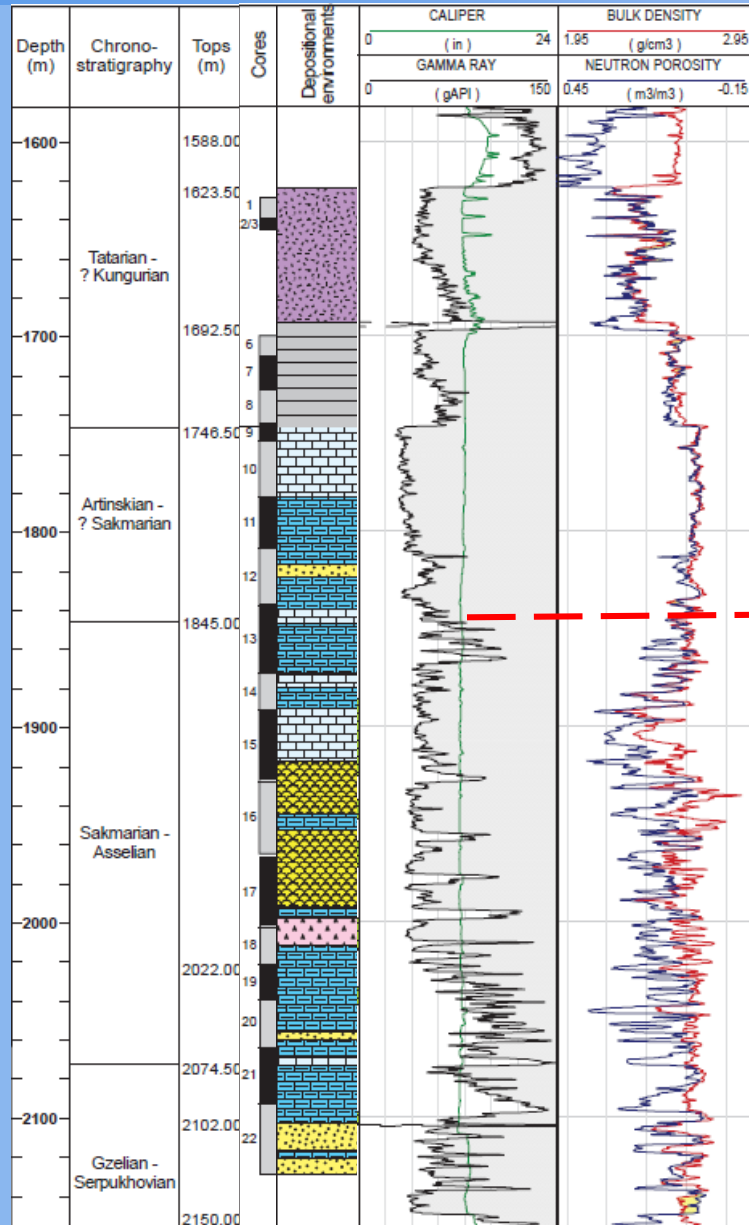 Depth
(m)
Chrono-
stratigraphy
Tops
(m)
Cores
Depositional
environments
CALIPER
0 ( in ) 24
GAMMA RAY
0 ( gAPI ) 150
BULK DENSITY
1.95 ( g/cm3 ) 2.95
NEUTRON POROSITY
0.45 ( m3/m3 ) -0.15
1600
1588.00
1623.50
1
2/3
Tatarian -
? Kungurian
1692.50
1700
6
7
8
1746.50
9
10
Artinskian -
? Sakmarian
11
1800
12
1845.00
13
14
1900
15
16
Sakmarian -
Asselian
17
2000
18
2022.00
19
20
2074.50
21
2100
2102.00
22
Gzelian -
Serpukhovian
2150.00